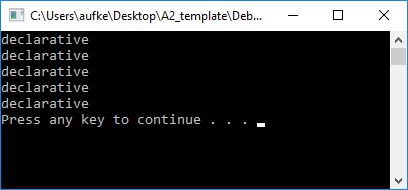 C:\Users\aufke\Desktop\A2_template\Deb...
declarative
declarative
declarative
declarative
declarative
Press any key to continue . . .